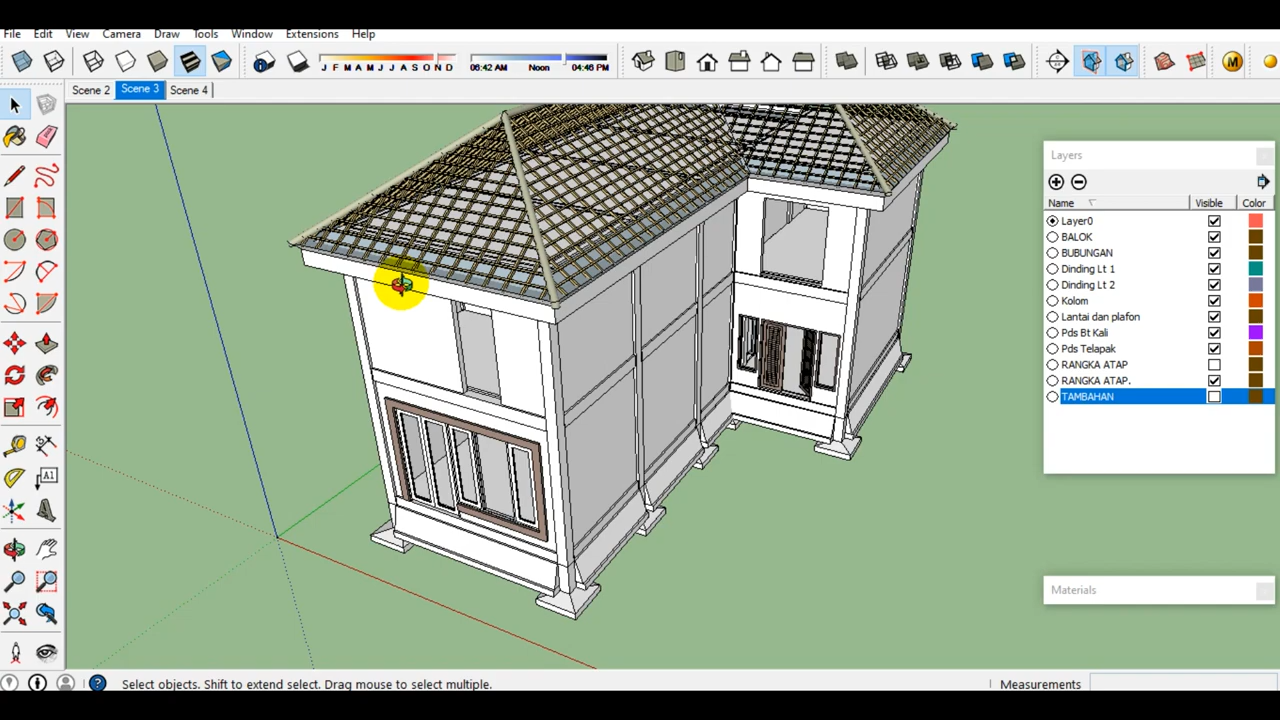 File Edit View Camera Draw Tools Window Extensions Help
J F M A M J J A S O N D 06:42 AM Noon 04:46 PM
M
Scene 2 Scene 3 Scene 4
Layers
Name Visible Color
Layer0
BALOK
BUBUNGAN
Dinding Lt 1
Dinding Lt 2
Kolom
Lantai dan plafon
Pds Bt Kali
Pds Telapak
RANGKA ATAP
RANGKA ATAP.
TAMBAHAN
A1
Materials
Select objects. Shift to extend select. Drag mouse to select multiple.
Measurements